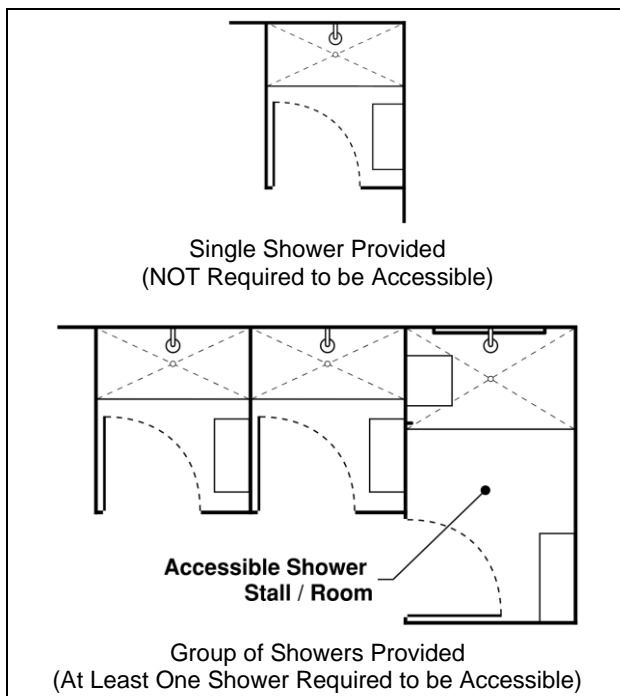 Single Shower Provided
(NOT Required to be Accessible)
Accessible Shower
Stall / Room
Group of Showers Provided
(At Least One Shower Required to be Accessible)